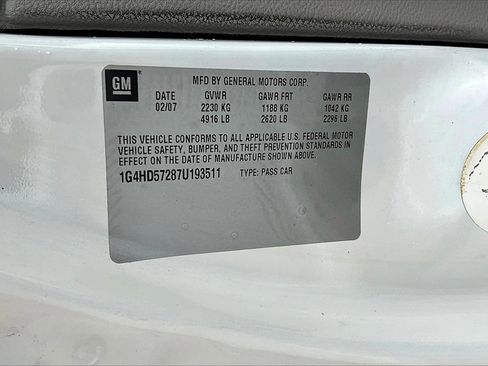 GM
MFD BY GENERAL MOTORS CORP.
DATE GVWR GAWR FRT GAWR RR
02/07 2230 KG 1188 KG 1042 KG
4916 LB 2620 LB 2296 LB
THIS VEHICLE CONFORMS TO ALL APPLICABLE U.S. FEDERAL MOTOR
VEHICLE SAFETY, BUMPER, AND THEFT PREVENTION STANDARDS
IN EFFECT ON THE DATE OF MANUFACTURE SHOWN ABOVE.
1G4HD57287U193511 TYPE: PASS CAR